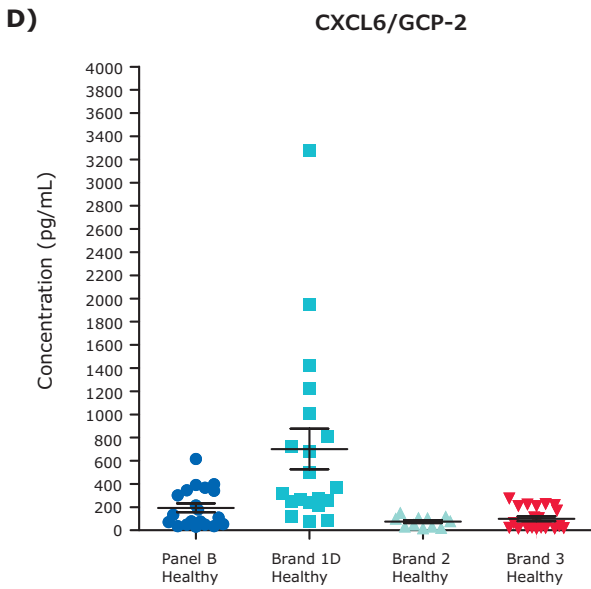 D)
CXCL6/GCP-2
Concentration (pg/mL)
4000
3800
3600
3400
3200
3000
2800
2600
2400
2200
2000
1800
1600
1400
1200
1000
800
600
400
200
0
Panel B
Healthy
Brand 1D
Healthy
Brand 2
Healthy
Brand 3
Healthy